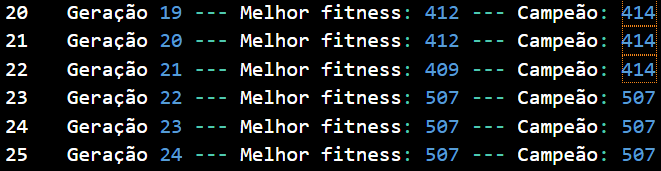 20 Geração 19 --- Melhor fitness: 412 --- Campeão: 414
21 Geração 20 --- Melhor fitness: 412 --- Campeão: 414
22 Geração 21 --- Melhor fitness: 409 --- Campeão: 414
23 Geração 22 --- Melhor fitness: 507 --- Campeão: 507
24 Geração 23 --- Melhor fitness: 507 --- Campeão: 507
25 Geração 24 --- Melhor fitness: 507 --- Campeão: 507